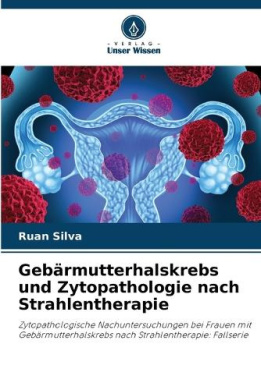 VERLAG
Unser Wissen
Ruan Silva
Gebärmutterhalskrebs
und Zytopathologie nach
Strahlentherapie
Zytopathologische Nachuntersuchungen bei Frauen mit
Gebärmutterhalskrebs nach Strahlentherapie: Fallserie